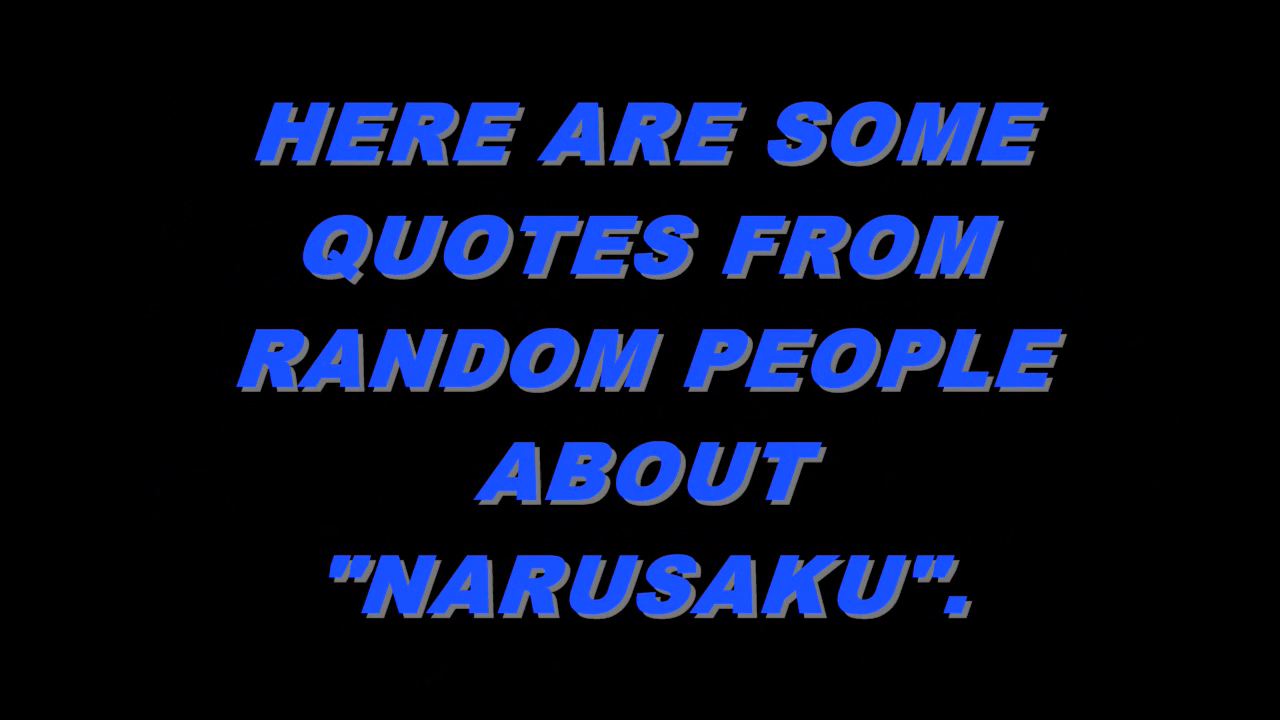 HERE ARE SOME
QUOTES FROM
RANDOM PEOPLE
ABOUT
"NARUSAKU".